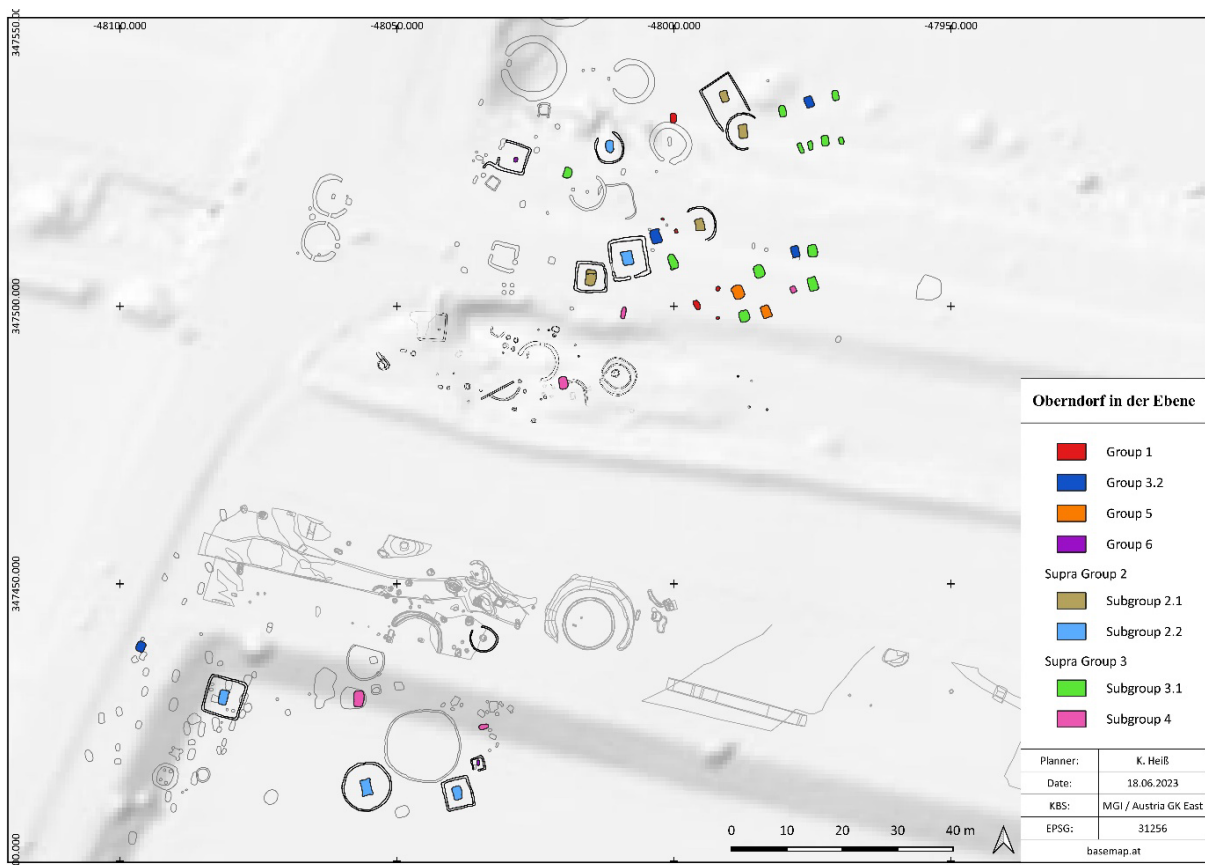 -48100.000 -48050.000 -48000.000 -47950.000
347550.00
347500.000
347450.000
00.000
Oberndorf in der Ebene
Group 1
Group 3.2
Group 5
Group 6
Supra Group 2
Subgroup 2.1
Subgroup 2.2
Supra Group 3
Subgroup 3.1
Subgroup 4
Planner: K. Heiß
Date: 18.06.2023
KBS: MGI / Austria GK East
EPSG: 31256
basemap.at
0 10 20 30 40 m